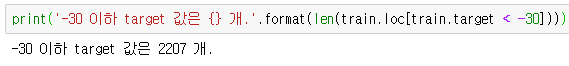 print('-30 이하 target 값은 {} 개.'.format(len(train.loc[train.target < -30])))
-30 이하 target 값은 2207 개.